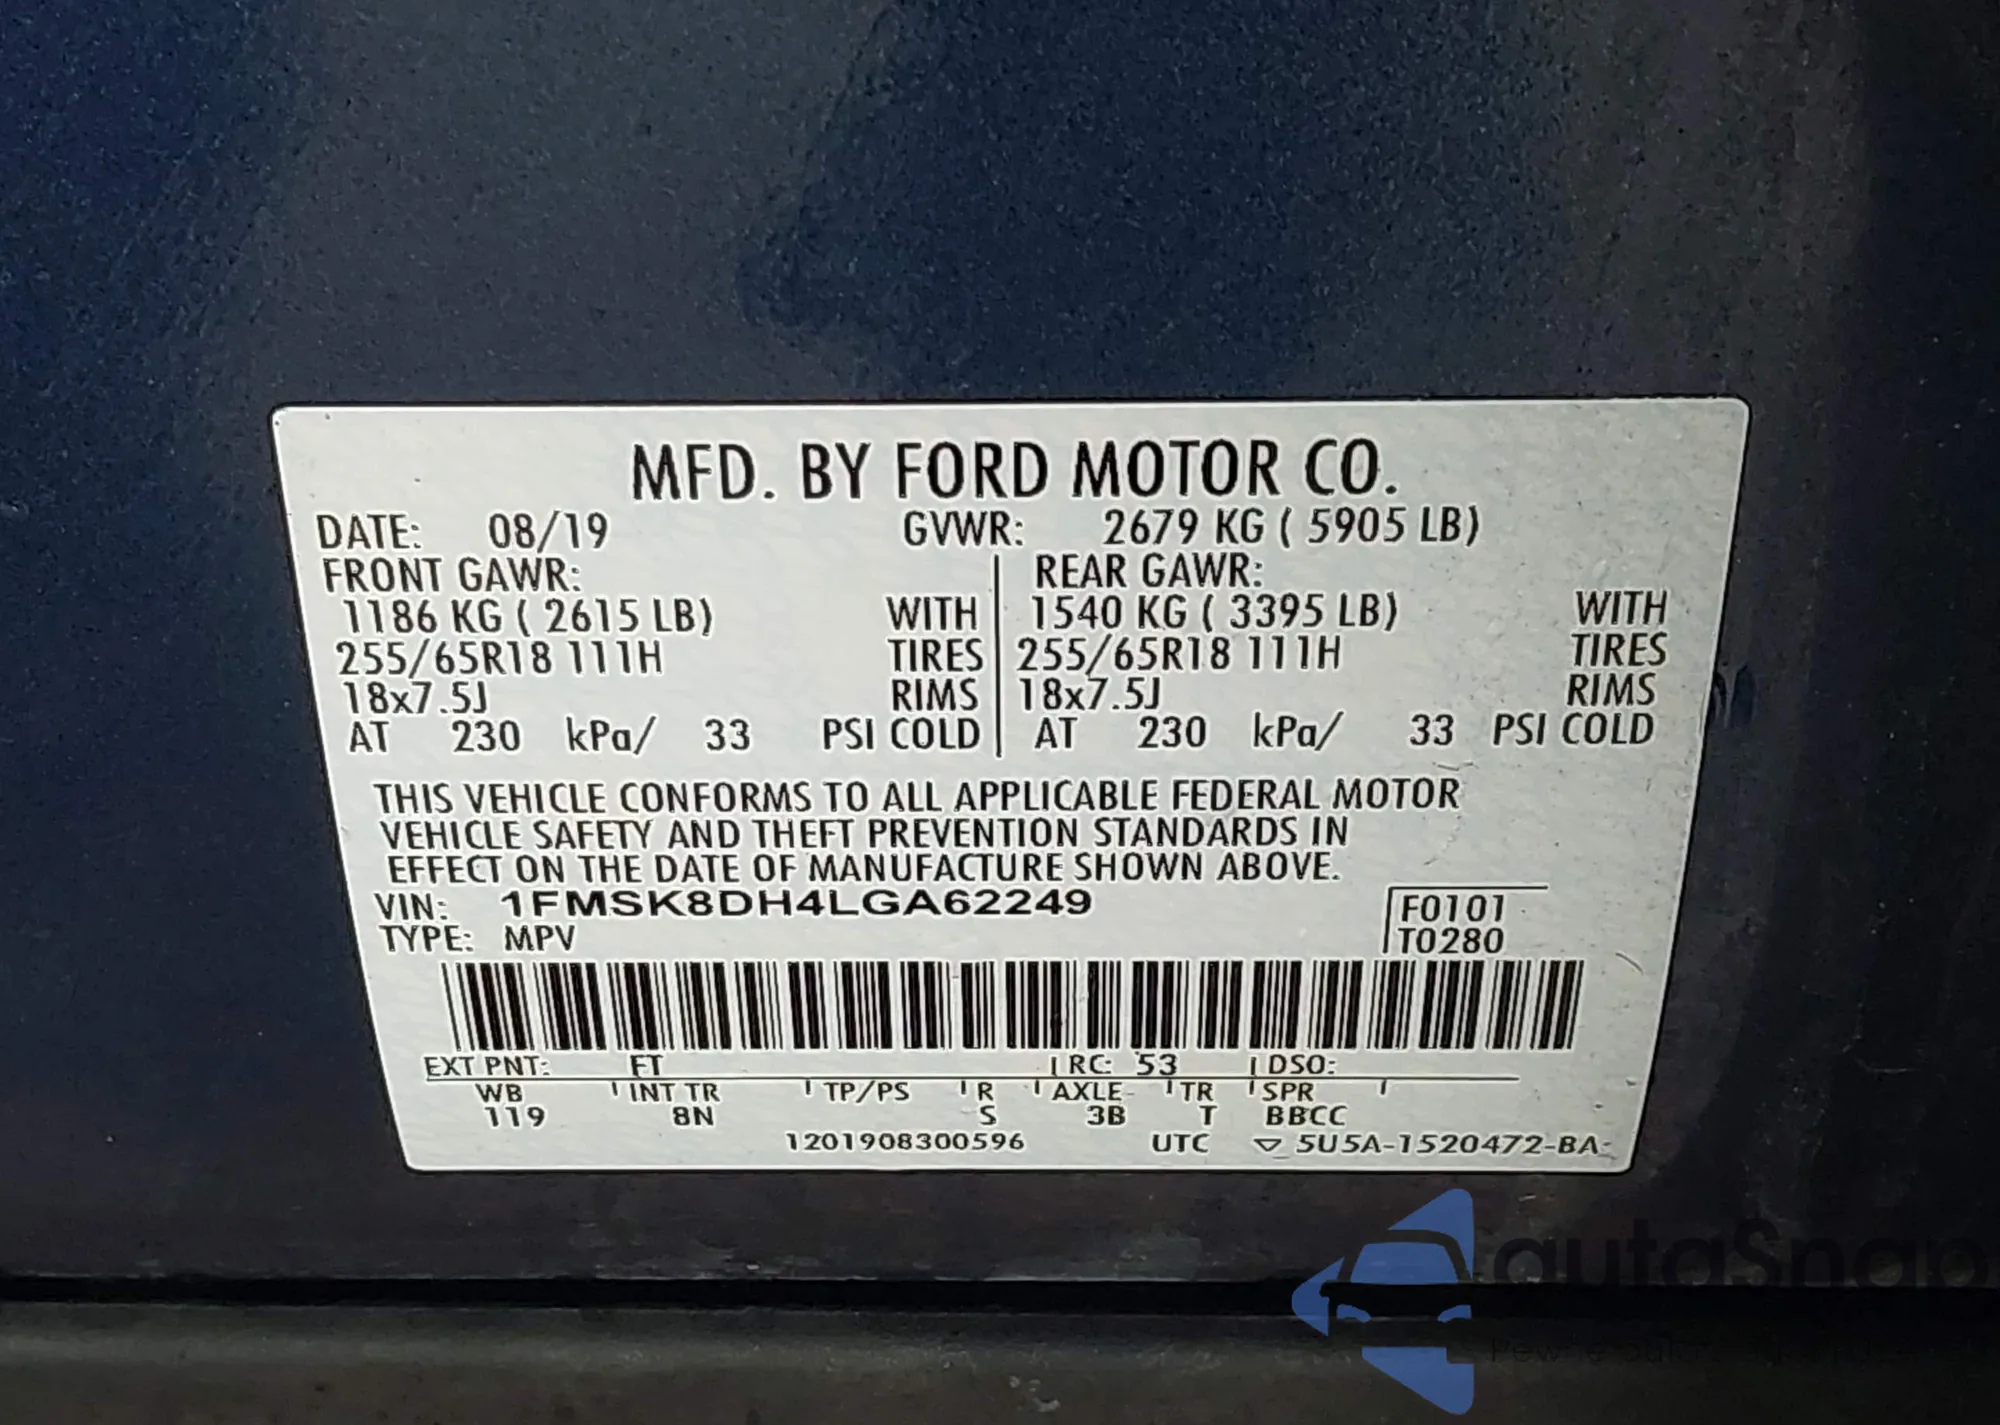 MFD. BY FORD MOTOR CO.
DATE: 08/19 GVWR: 2679 KG ( 5905 LB)
FRONT GAWR: REAR GAWR:
1186 KG ( 2615 LB) WITH 1540 KG ( 3395 LB) WITH
255/65R18 111H TIRES 255/65R18 111H TIRES
18x7.5J RIMS 18x7.5J RIMS
AT 230 kPa/ 33 PSI COLD AT 230 kPa/ 33 PSI COLD
THIS VEHICLE CONFORMS TO ALL APPLICABLE FEDERAL MOTOR
VEHICLE SAFETY AND THEFT PREVENTION STANDARDS IN
EFFECT ON THE DATE OF MANUFACTURE SHOWN ABOVE.
VIN: 1FMSK8DH4LGA62249 F0101
TYPE: MPV T0280
EXT PNT: FT RC: 53 DSO:
WB INT TR TP/PS R AXLE TR SPR
119 8N S 3B T BBCC
1201908300596 UTC ▽ 5U5A-1520472-BA
autoSnap